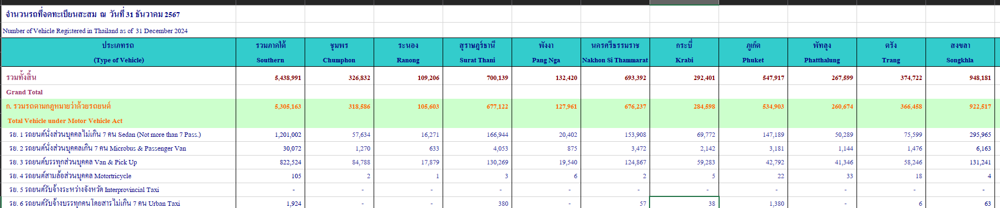 จำนวนรถที่จดทะเบียนสะสม ณ วันที่ 31 ธันวาคม 2567
Number of Vehicle Registered in Thailand as of 31 December 2024
ประเภทรถ รวมภาคใต้ ชุมพร ระนอง สุราษฎร์ธานี พังงา นครศรีธรรมราช กระบี่ ภูเก็ต พัทลุง ตรัง สงขลา
(Type of Vehicle) Southern Chumphon Ranong Surat Thani Pang Nga Nakhon Si Thammarat Krabi Phuket Phatthalung Trang Songkhla
รวมทั้งสิ้น 5,438,991 326,832 109,206 700,139 132,420 693,392 292,401 547,917 267,599 374,722 948,181
Grand Total
ก. รวมรถตามกฎหมายว่าด้วยรถยนต์ 5,305,163 318,586 105,603 677,122 127,961 676,237 284,598 534,903 260,674 366,458 922,517
Total Vehicle under Motor Vehicle Act
รย. 1 รถยนต์นั่งส่วนบุคคลไม่เกิน 7 คน Sedan (Not more than 7 Pass.) 1,201,002 57,634 16,271 166,944 20,402 153,908 69,772 147,189 50,289 75,599 295,965
รย. 2 รถยนต์นั่งส่วนบุคคลเกิน 7 คน Microbus & Passenger Van 30,072 1,270 633 4,053 875 3,472 2,142 3,181 1,144 1,476 6,163
รย. 3 รถยนต์บรรทุกส่วนบุคคล Van & Pick Up 822,524 84,788 17,879 130,269 19,540 124,867 59,283 42,792 41,346 58,246 131,241
รย. 4 รถยนต์สามล้อส่วนบุคคล Motortricycle 105 2 1 3 6 2 5 22 33 18 4
รย. 5 รถยนต์รับจ้างระหว่างจังหวัด Interprovincial Taxi - - - - - - - - - - -
รย. 6 รถยนต์รับจ้างบรรทุกคนโดยสารไม่เกิน 7 คน Urban Taxi 1,924 - - 380 - 57 38 1,380 - 6 63